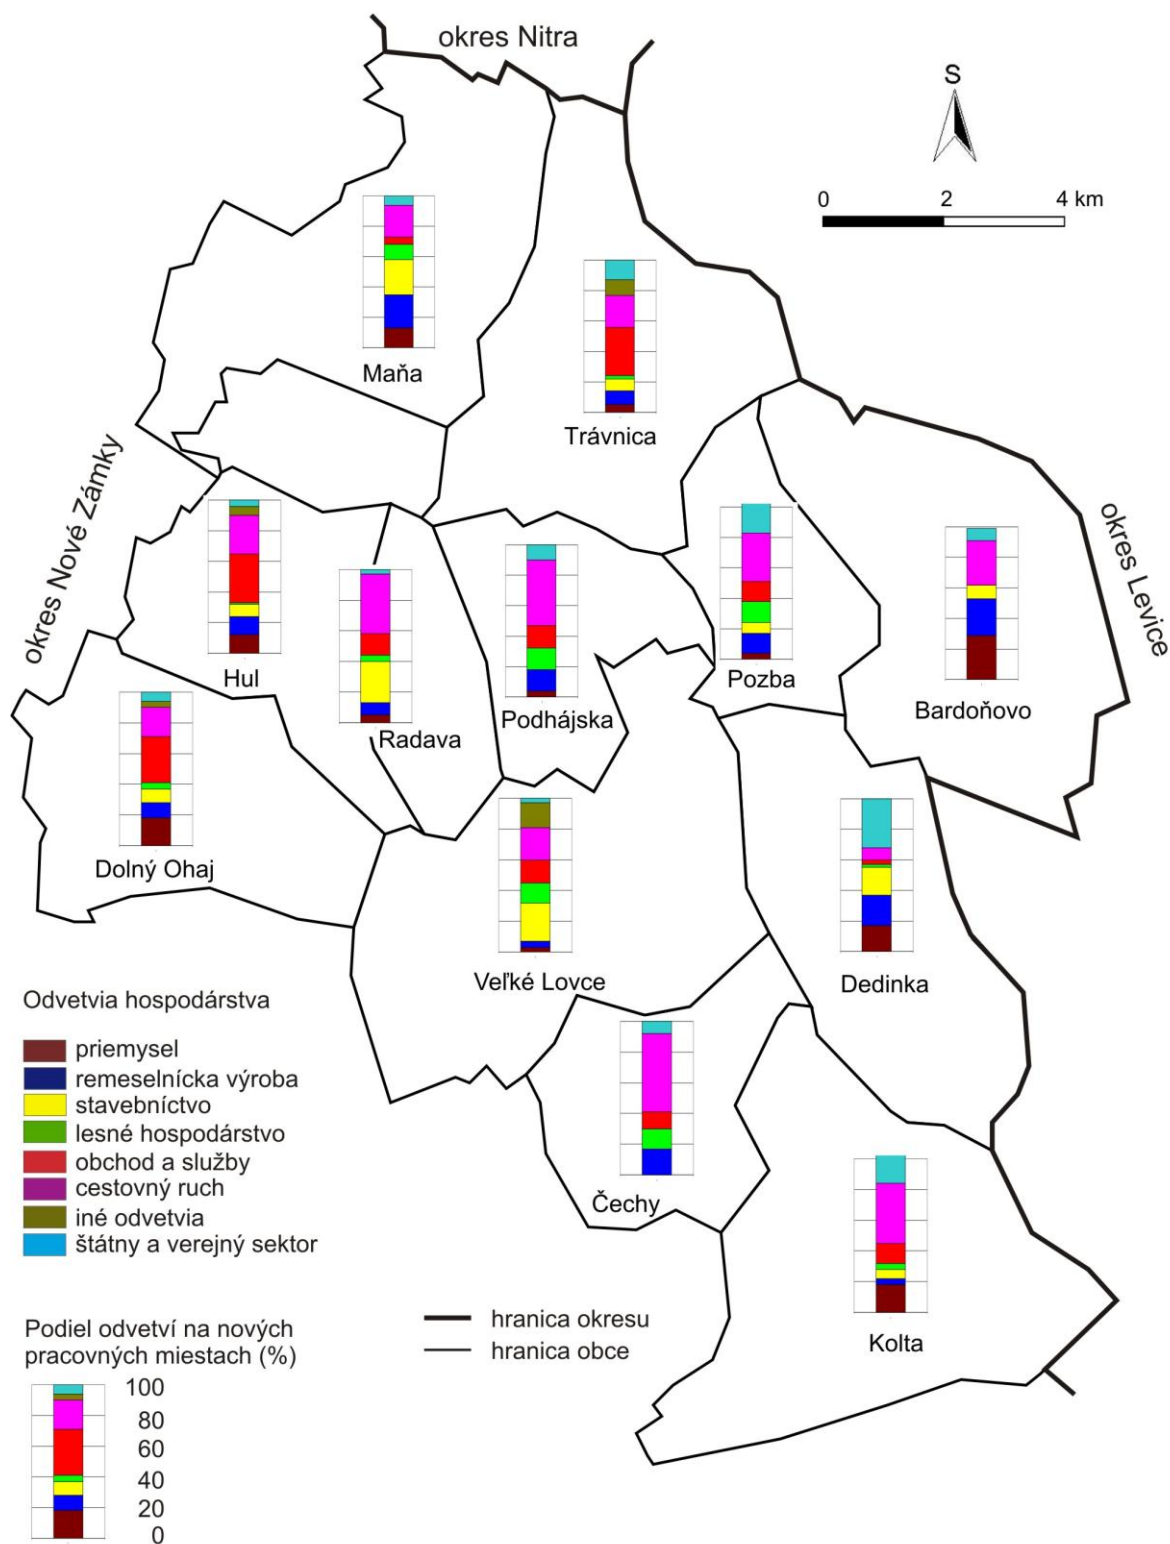 okres Nitra
S
0 2 4 km
Maňa
Trávnica
okres Nové Zámky
okres Levice
Hul
Radava
Podhájska
Pozba
Bardoňovo
Dolný Ohaj
Veľké Lovce
Dedinka
Čechy
Kolta
Odvetvia hospodárstva
priemysel
remeselnícka výroba
stavebníctvo
lesné hospodárstvo
obchod a služby
cestovný ruch
iné odvetvia
štátny a verejný sektor
Podiel odvetví na nových
pracovných miestach (%)
100
80
60
40
20
0
hranica okresu
hranica obce